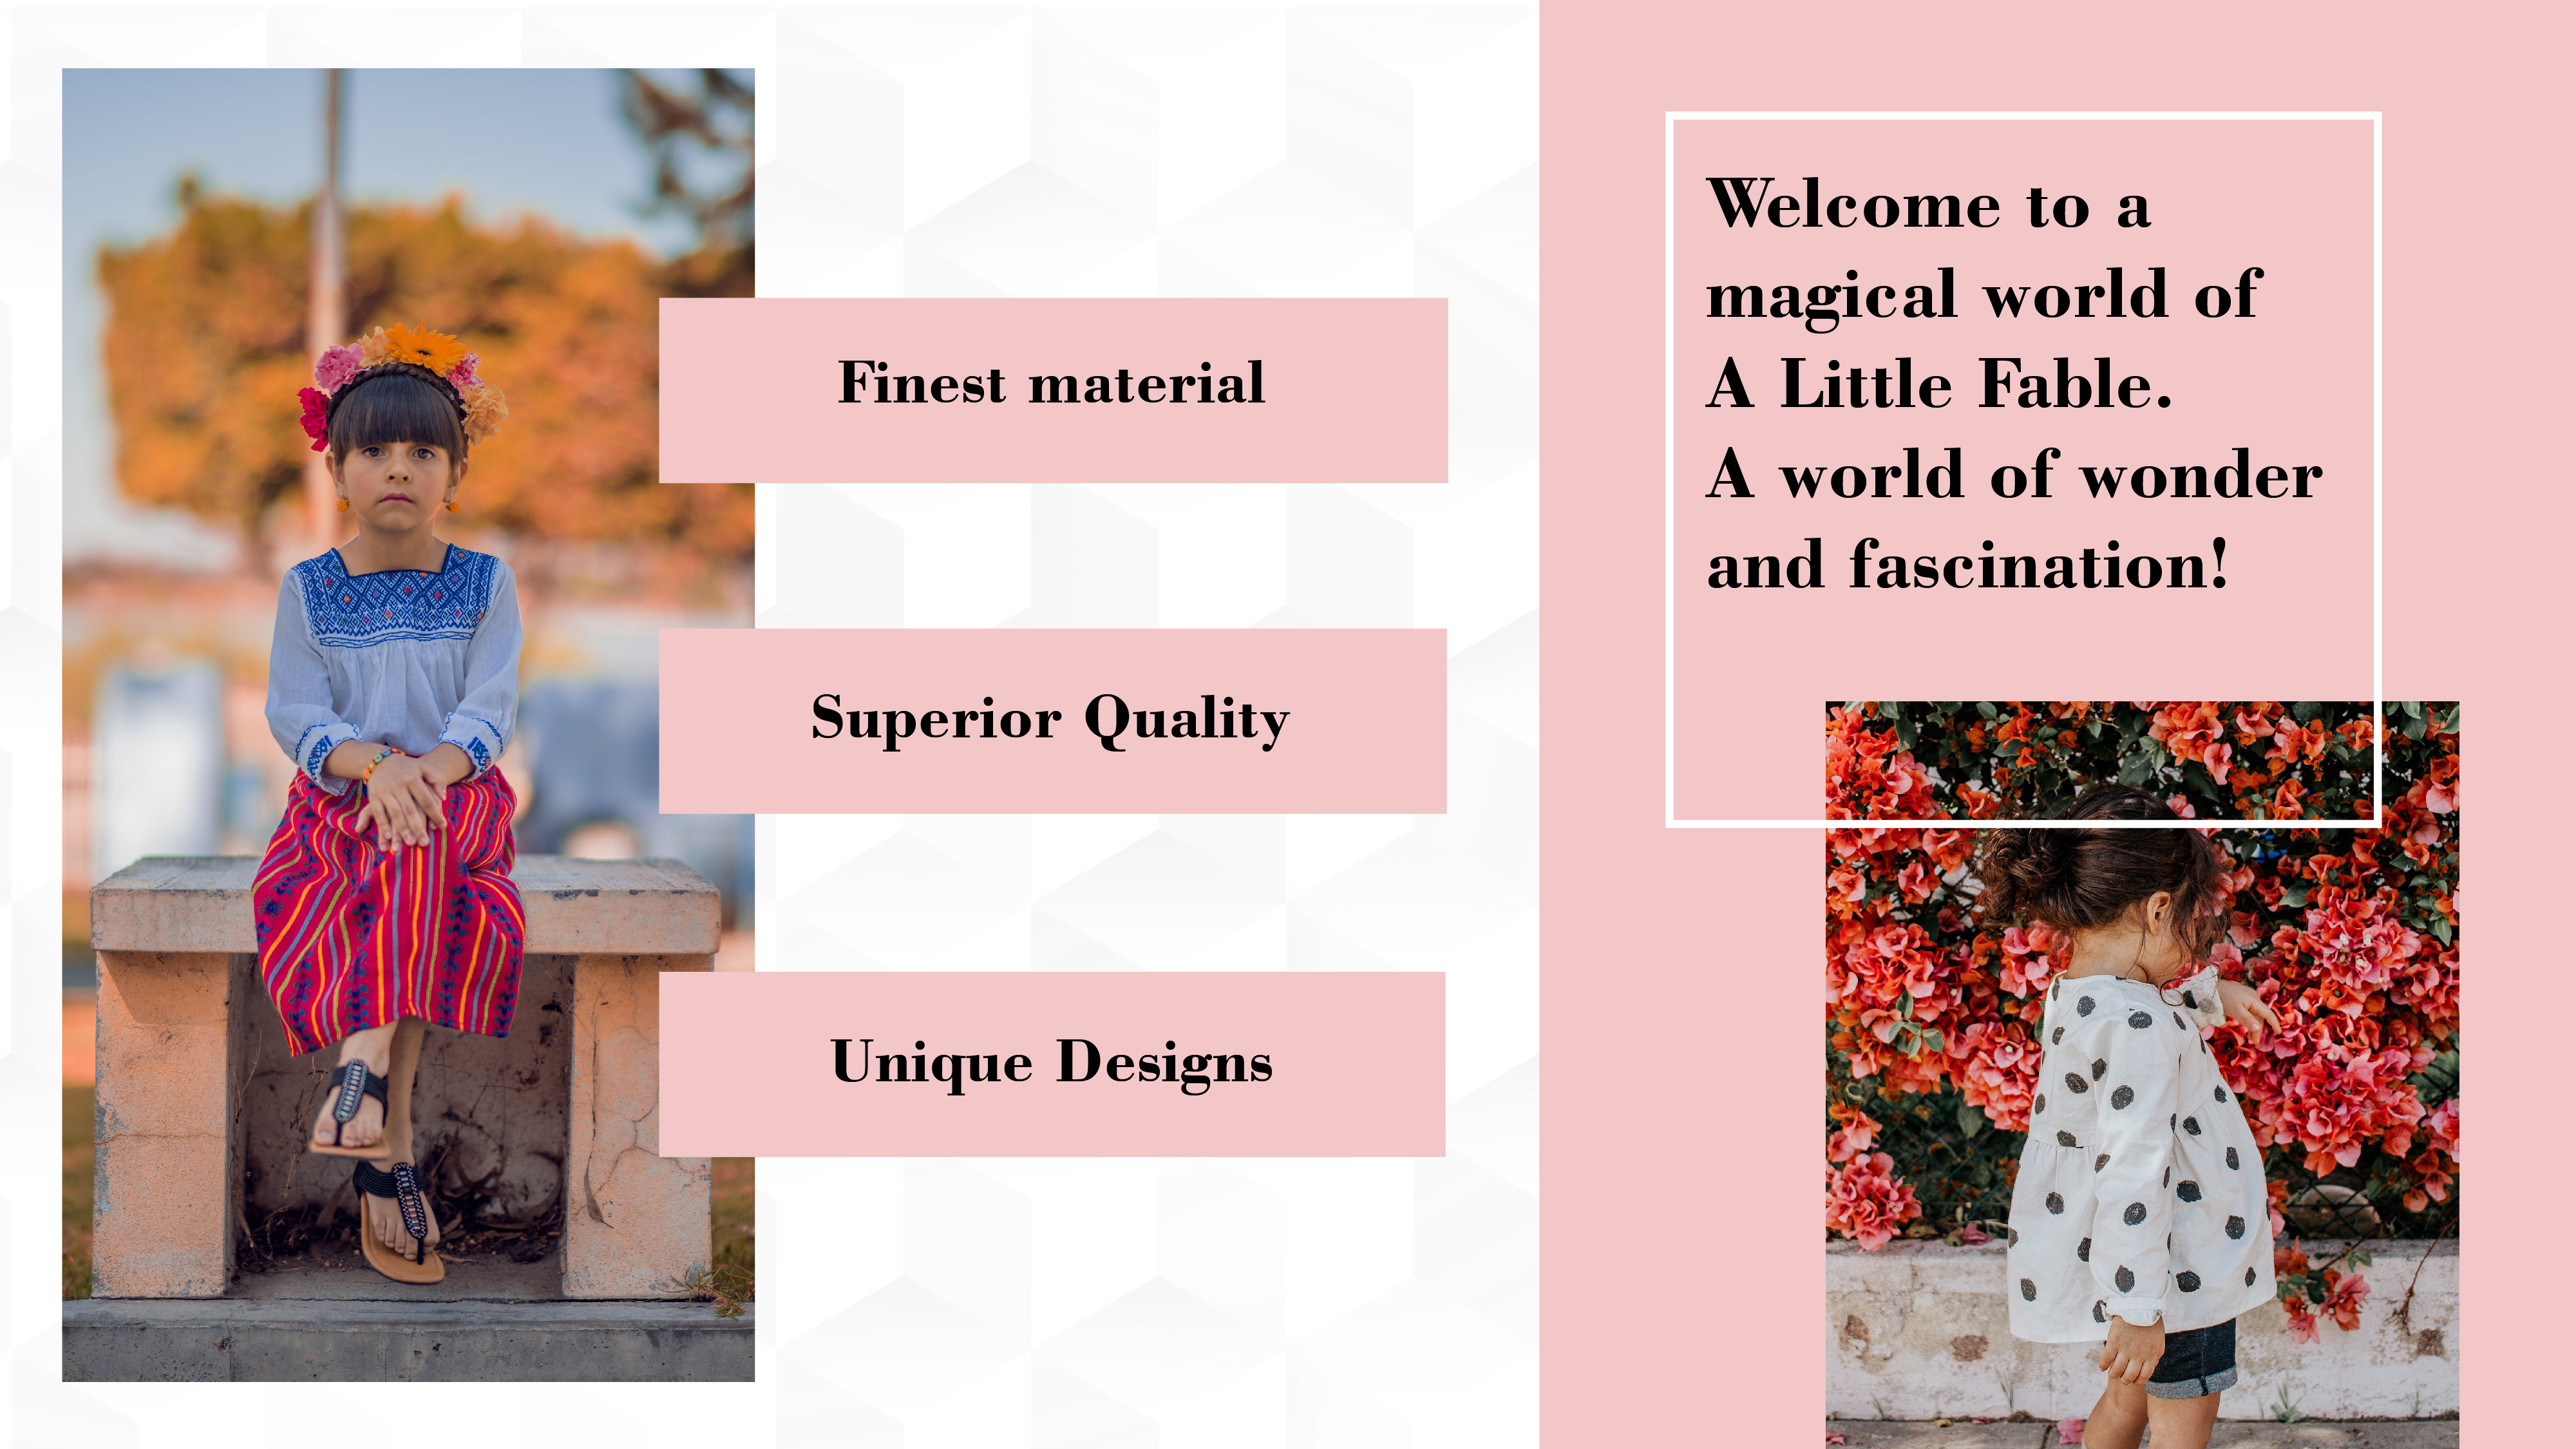 Finest material
Superior Quality
Unique Designs
Welcome to a
magical world of
A Little Fable.
A world of wonder
and fascination!